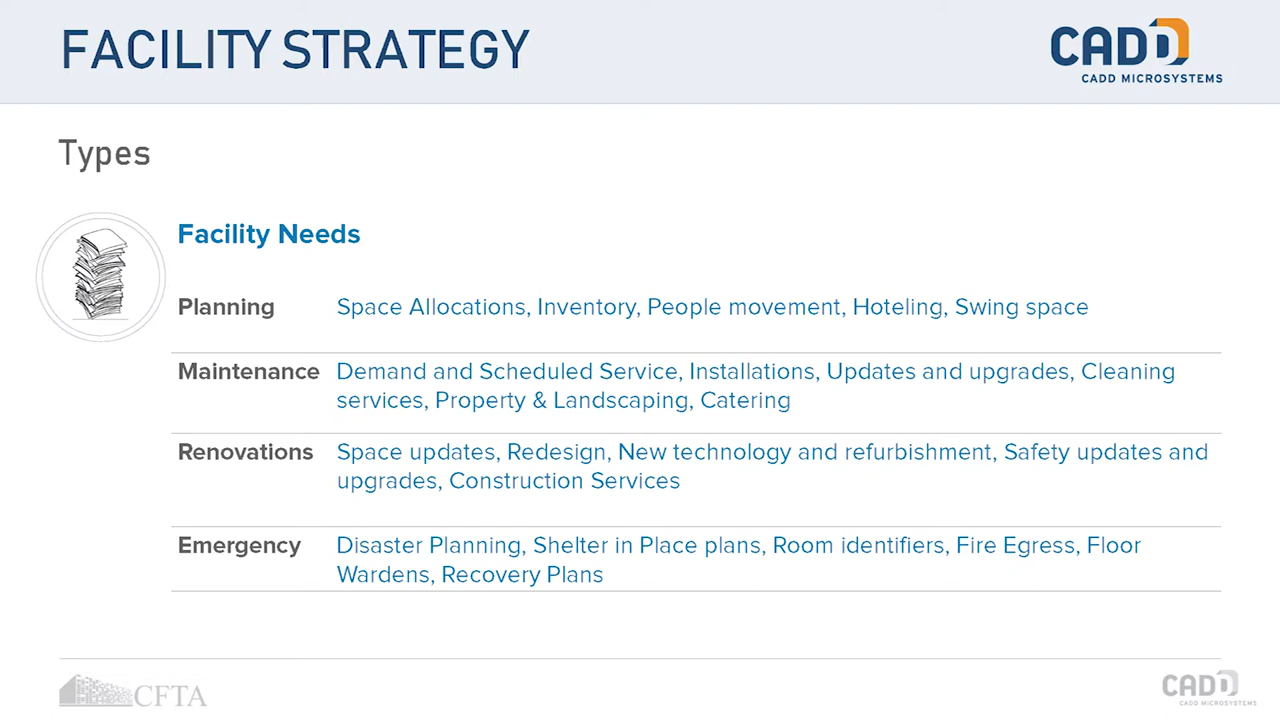 FACILITY STRATEGY
CADD
CADD MICROSYSTEMS
Types
Facility Needs
Planning Space Allocations, Inventory, People movement, Hoteling, Swing space
Maintenance Demand and Scheduled Service, Installations, Updates and upgrades, Cleaning
services, Property & Landscaping, Catering
Renovations Space updates, Redesign, New technology and refurbishment, Safety updates and
upgrades, Construction Services
Emergency Disaster Planning, Shelter in Place plans, Room identifiers, Fire Egress, Floor
Wardens, Recovery Plans
CFTA
CADD
CADD MICROSYSTEMS